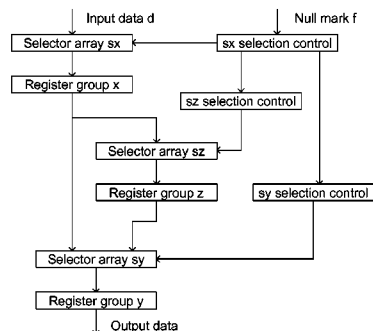 Input data d
Null mark f
Selector array sx
sx selection control
Register group x
sz selection control
Selector array sz
Register group z
sy selection control
Selector array sy
Register group y
Output data